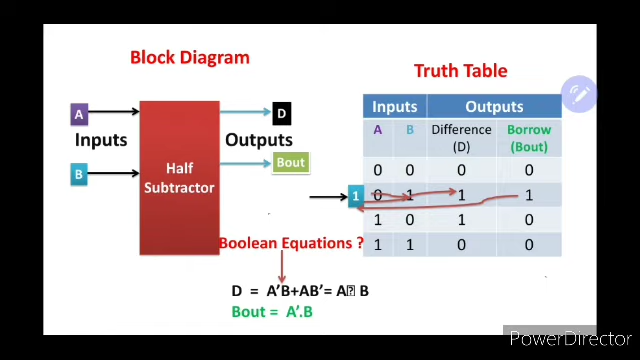 Block Diagram
Truth Table
A
D
Inputs
Outputs
B
Bout
Half
Subtractor
Inputs Outputs
A B Difference (D) Borrow (Bout)
0 0 0 0
1 0 1 1 1
1 0 1 0
1 1 0 0
Boolean Equations ?
D = A’B+AB’= A⍰ B
Bout = A’.B
PowerDirector